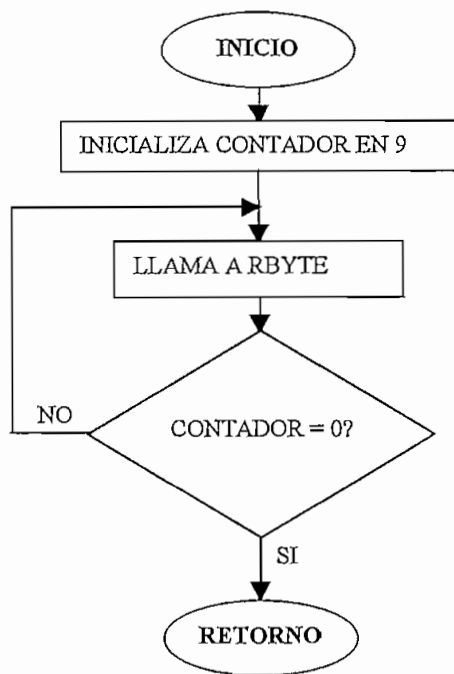 INICIO
INICIALIZA CONTADOR EN 9
LLAMA A RBYTE
NO
CONTADOR = 0?
SI
RETORNO